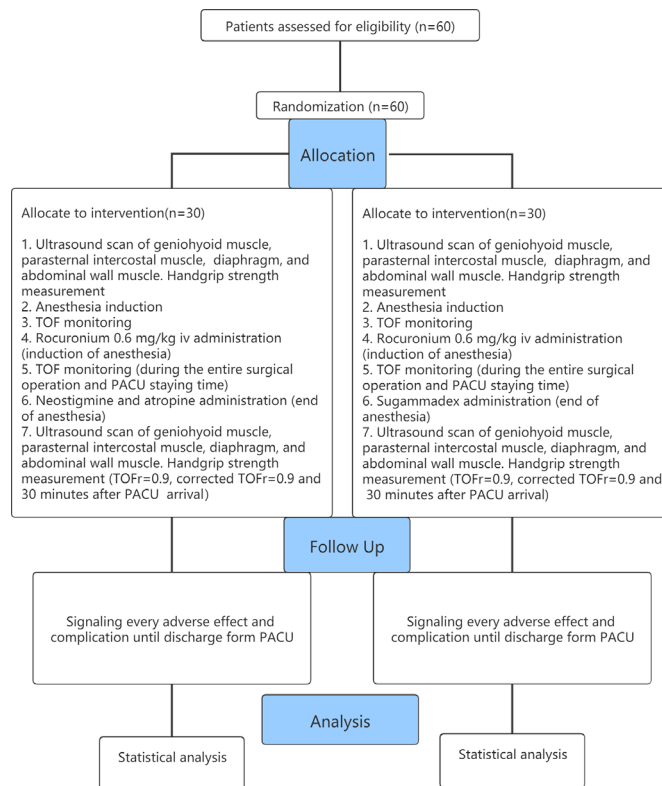 Patients assessed for eligibility (n=60)
Randomization (n=60)
Allocation
Allocate to intervention(n=30)
1. Ultrasound scan of geniohyoid muscle,
parasternal intercostal muscle, diaphragm, and
abdominal wall muscle. Handgrip strength
measurement
2. Anesthesia induction
3. TOF monitoring
4. Rocuronium 0.6 mg/kg iv administration
(induction of anesthesia)
5. TOF monitoring (during the entire surgical
operation and PACU staying time)
6. Neostigmine and atropine administration (end
of anesthesia)
7. Ultrasound scan of geniohyoid muscle,
parasternal intercostal muscle, diaphragm, and
abdominal wall muscle. Handgrip strength
measurement (TOFr=0.9, corrected TOFr=0.9 and
30 minutes after PACU arrival)
Allocate to intervention(n=30)
1. Ultrasound scan of geniohyoid muscle,
parasternal intercostal muscle, diaphragm, and
abdominal wall muscle. Handgrip strength
measurement
2. Anesthesia induction
3. TOF monitoring
4. Rocuronium 0.6 mg/kg iv administration
(induction of anesthesia)
5. TOF monitoring (during the entire surgical
operation and PACU staying time)
6. Sugammadex administration (end of
anesthesia)
7. Ultrasound scan of geniohyoid muscle,
parasternal intercostal muscle, diaphragm, and
abdominal wall muscle. Handgrip strength
measurement (TOFr=0.9, corrected TOFr=0.9 and
30 minutes after PACU arrival)
Follow Up
Signaling every adverse effect and
complication until discharge form PACU
Signaling every adverse effect and
complication until discharge form PACU
Analysis
Statistical analysis
Statistical analysis